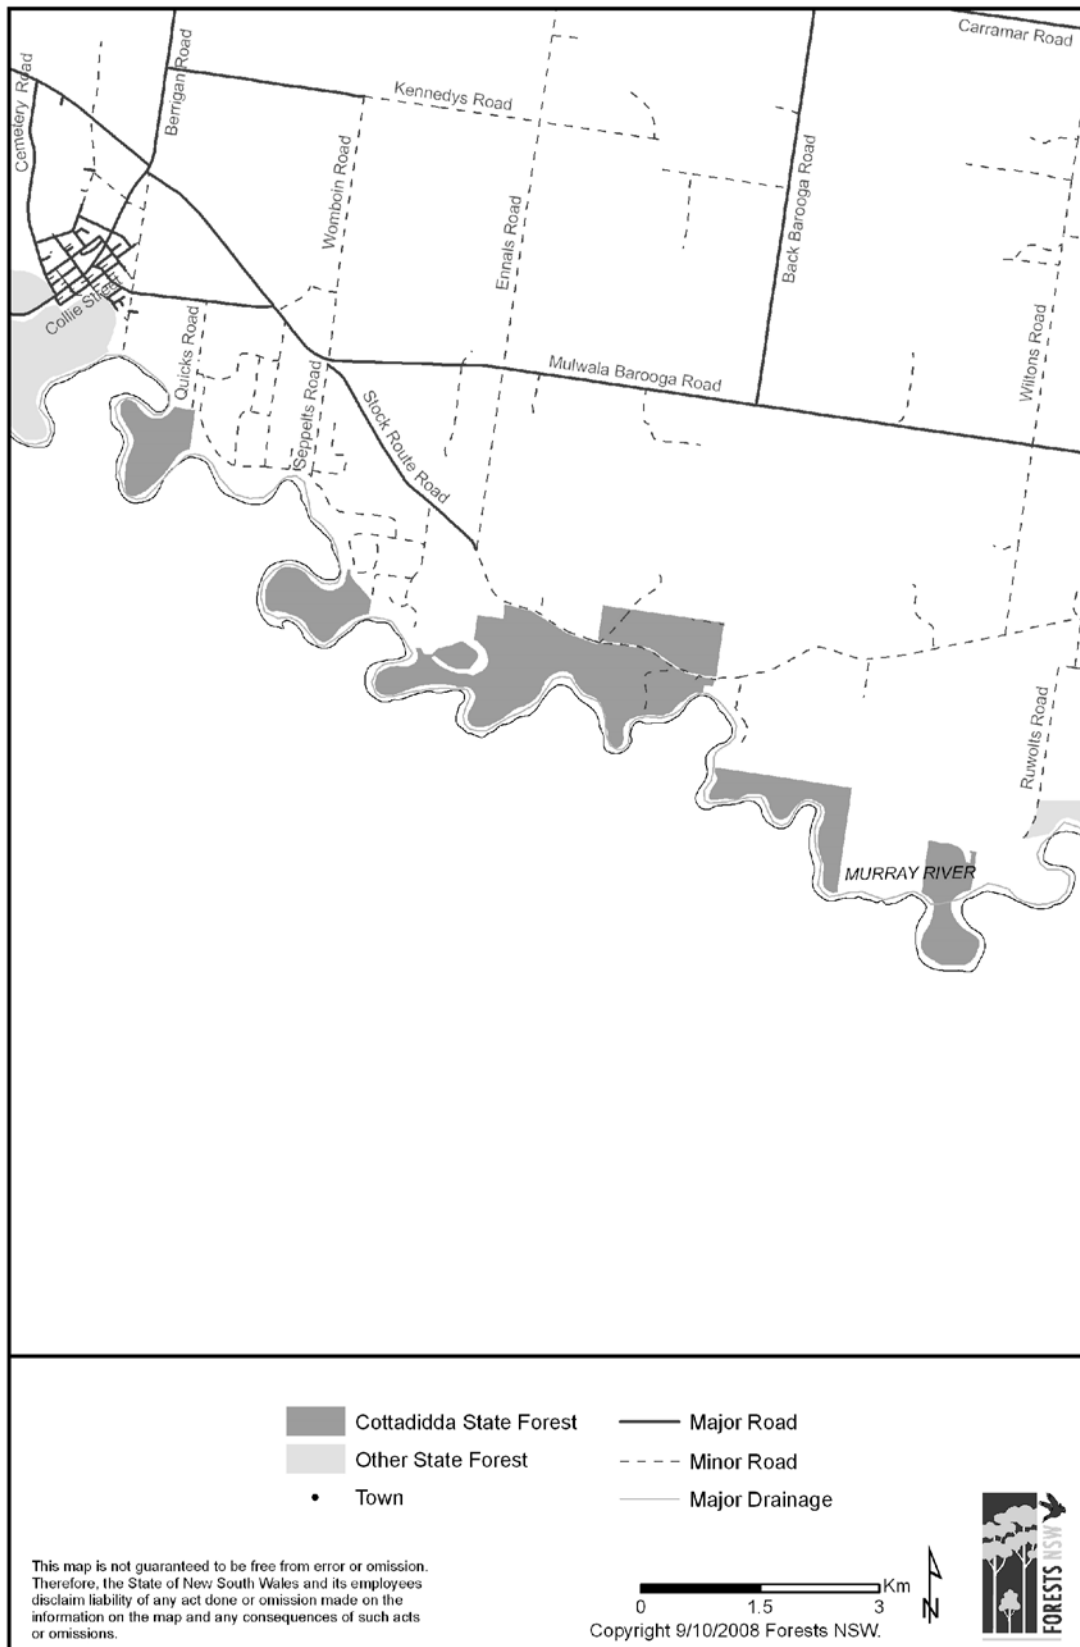 Carramar Road
Cemetery Road
Berrigan Road
Kennedys Road
Womboin Road
Ennals Road
Back Barooga Road
Collie Street
Quicks Road
Seppelts Road
Stock Route Road
Mulwala Barooga Road
Wiltons Road
Ruwolts Road
MURRAY RIVER
Cottadidda State Forest
Other State Forest
Town
Major Road
Minor Road
Major Drainage
This map is not guaranteed to be free from error or omission.
Therefore, the State of New South Wales and its employees
disclaim liability of any act done or omission made on the
information on the map and any consequences of such acts
or omissions.
Km
0 1.5 3
Copyright 9/10/2008 Forests NSW.
N
FORESTS NSW